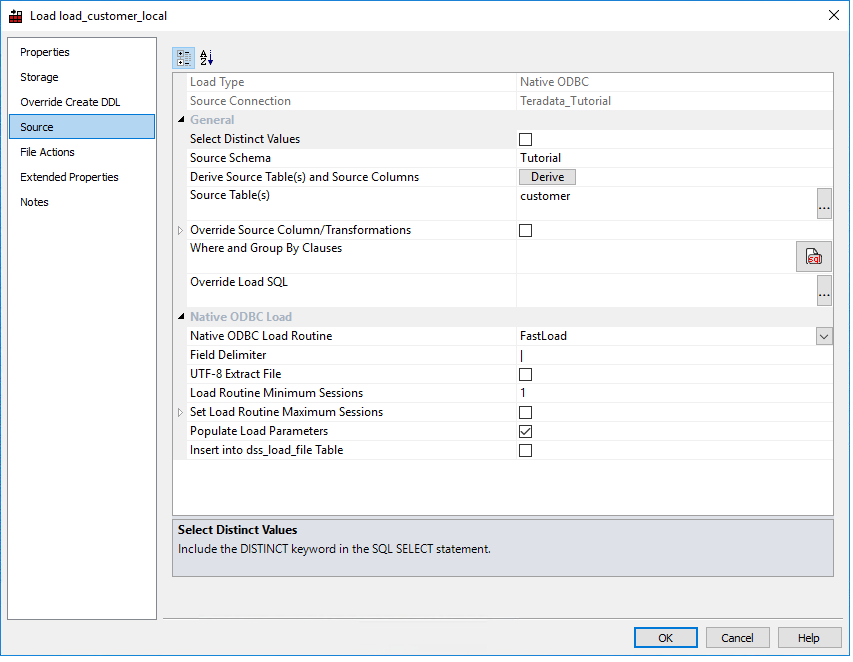 Load load_customer_local
Properties
Storage
Override Create DDL
Source
File Actions
Extended Properties
Notes
Load Type Native ODBC
Source Connection Teradata_Tutorial
General
Select Distinct Values
Source Schema Tutorial
Derive Source Table(s) and Source Columns Derive
Source Table(s) customer
...
Override Source Column/Transformations
Where and Group By Clauses
Override Load SQL
...
Native ODBC Load
Native ODBC Load Routine FastLoad
Field Delimiter |
UTF-8 Extract File
Load Routine Minimum Sessions 1
Set Load Routine Maximum Sessions
Populate Load Parameters
Insert into dss_load_file Table
Select Distinct Values
Include the DISTINCT keyword in the SQL SELECT statement.
OK Cancel Help